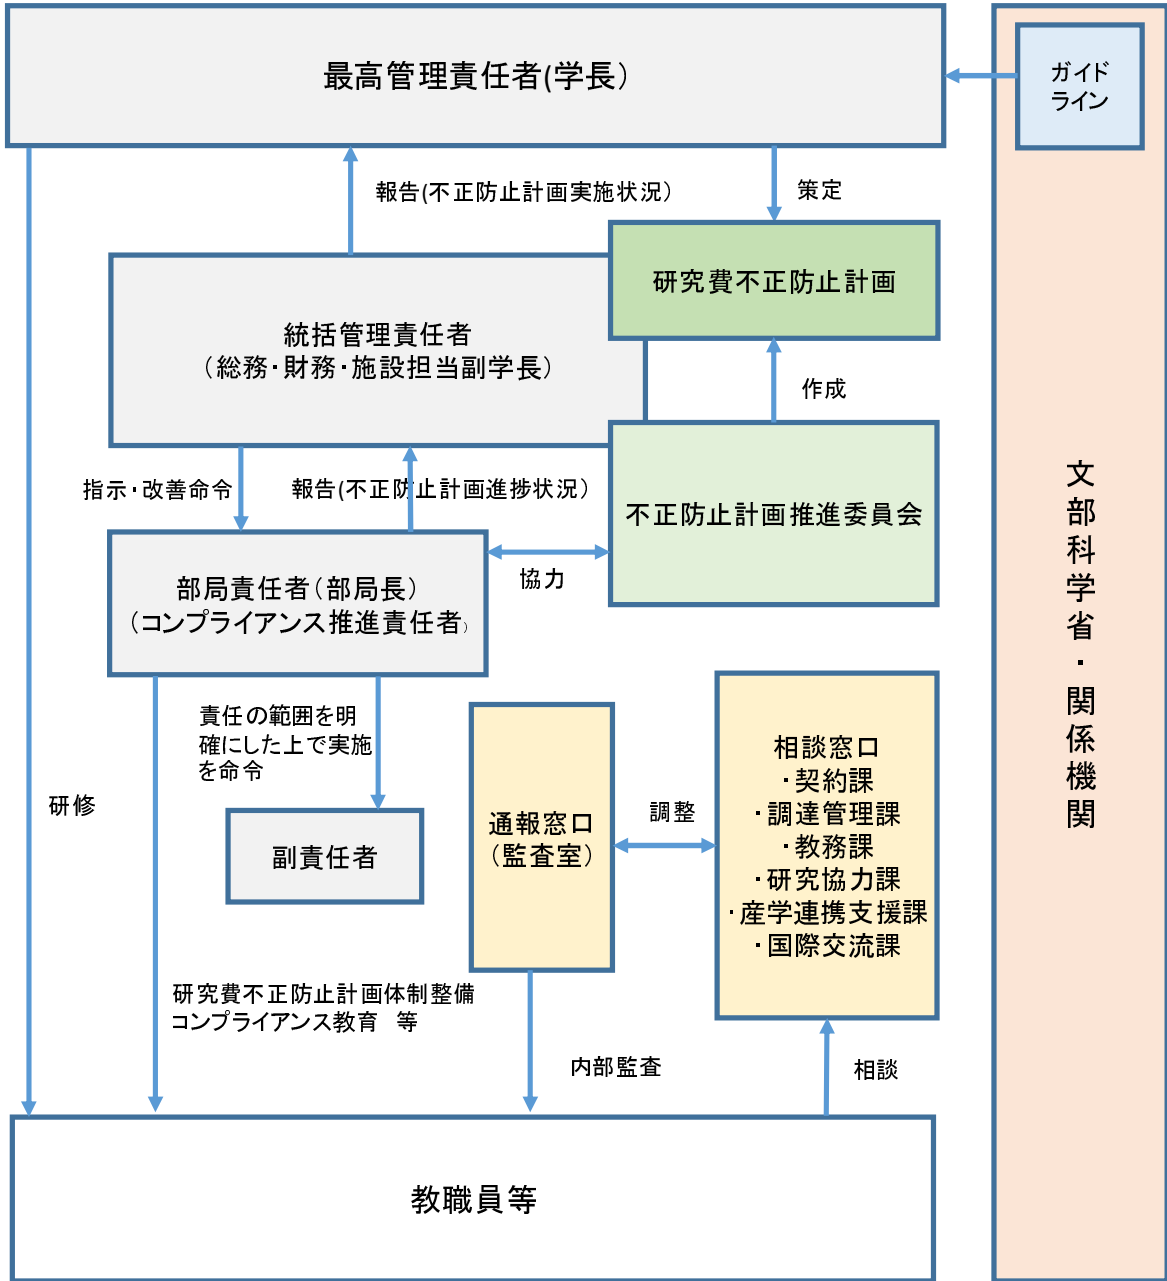 最高管理責任者(学長）
ガイド
ライン
報告(不正防止計画実施状況）
策定
研究費不正防止計画
統括管理責任者
（総務・財務・施設担当副学長）
作成
指示・改善命令
報告(不正防止計画進捗状況）
不正防止計画推進委員会
部局責任者（部局長）
（コンプライアンス推進責任者）
協力
文部科学省・関係機関
責任の範囲を明
確にした上で実施
を命令
研修
副責任者
通報窓口
（監査室）
調整
相談窓口
・契約課
・調達管理課
・教務課
・研究協力課
・産学連携支援課
・国際交流課
研究費不正防止計画体制整備
コンプライアンス教育　等
内部監査
相談
教職員等